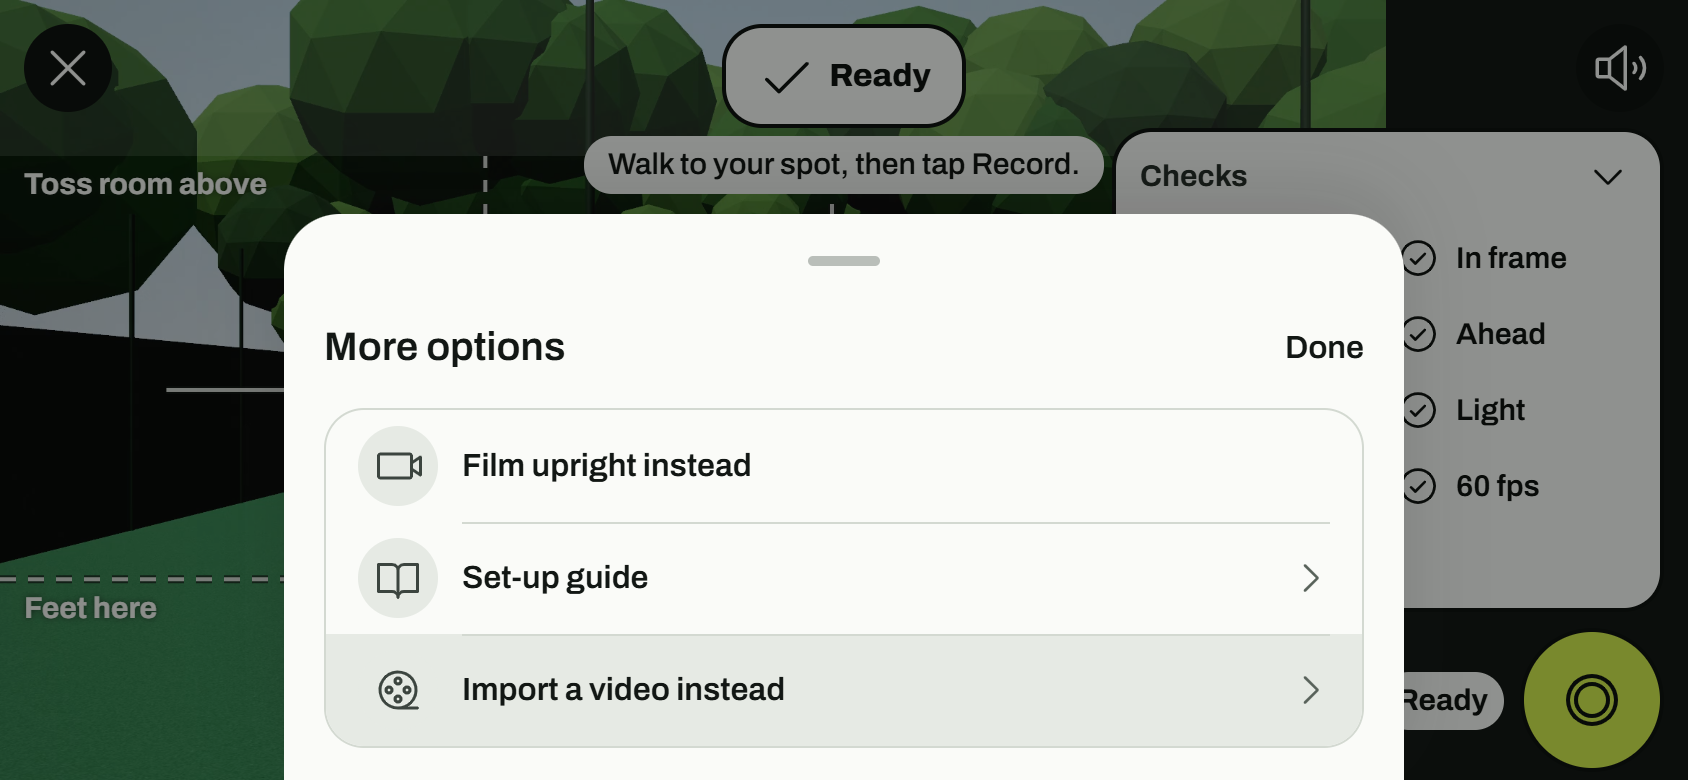 Ready
Walk to your spot, then tap Record.
Toss room above
Checks
In frame
Ahead
Light
60 fps
More options
Done
Film upright instead
Set-up guide
Import a video instead
Feet here
Ready